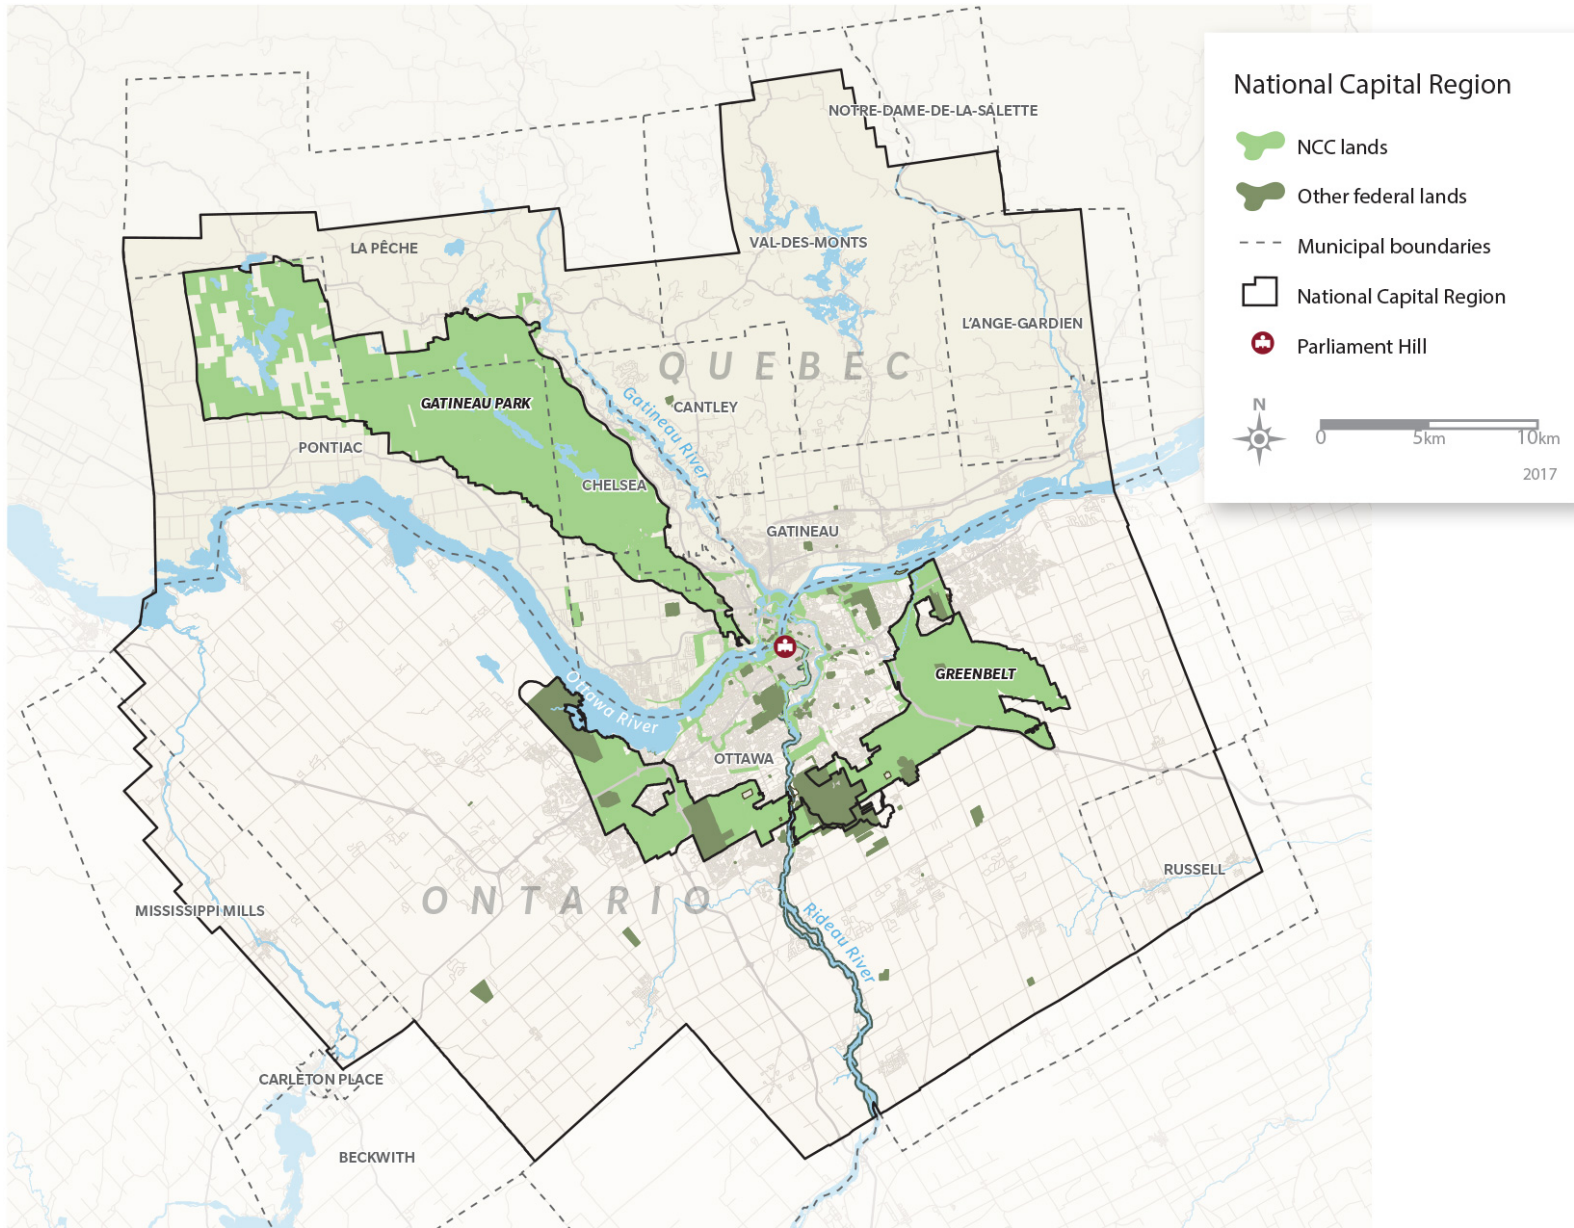 National Capital Region
NCC lands
Other federal lands
Municipal boundaries
National Capital Region
Parliament Hill
N
0 5km 10km
2017
NOTRE-DAME-DE-LA-SALETTE
LA PÊCHE
VAL-DES-MONTS
L'ANGE-GARDIEN
QUEBEC
GATINEAU PARK
CANTLEY
Gatineau River
PONTIAC
CHELSEA
GATINEAU
GREENBELT
Ottawa River
OTTAWA
RUSSELL
ONTARIO
MISSISSIPPI MILLS
Rideau River
CARLETON PLACE
BECKWITH